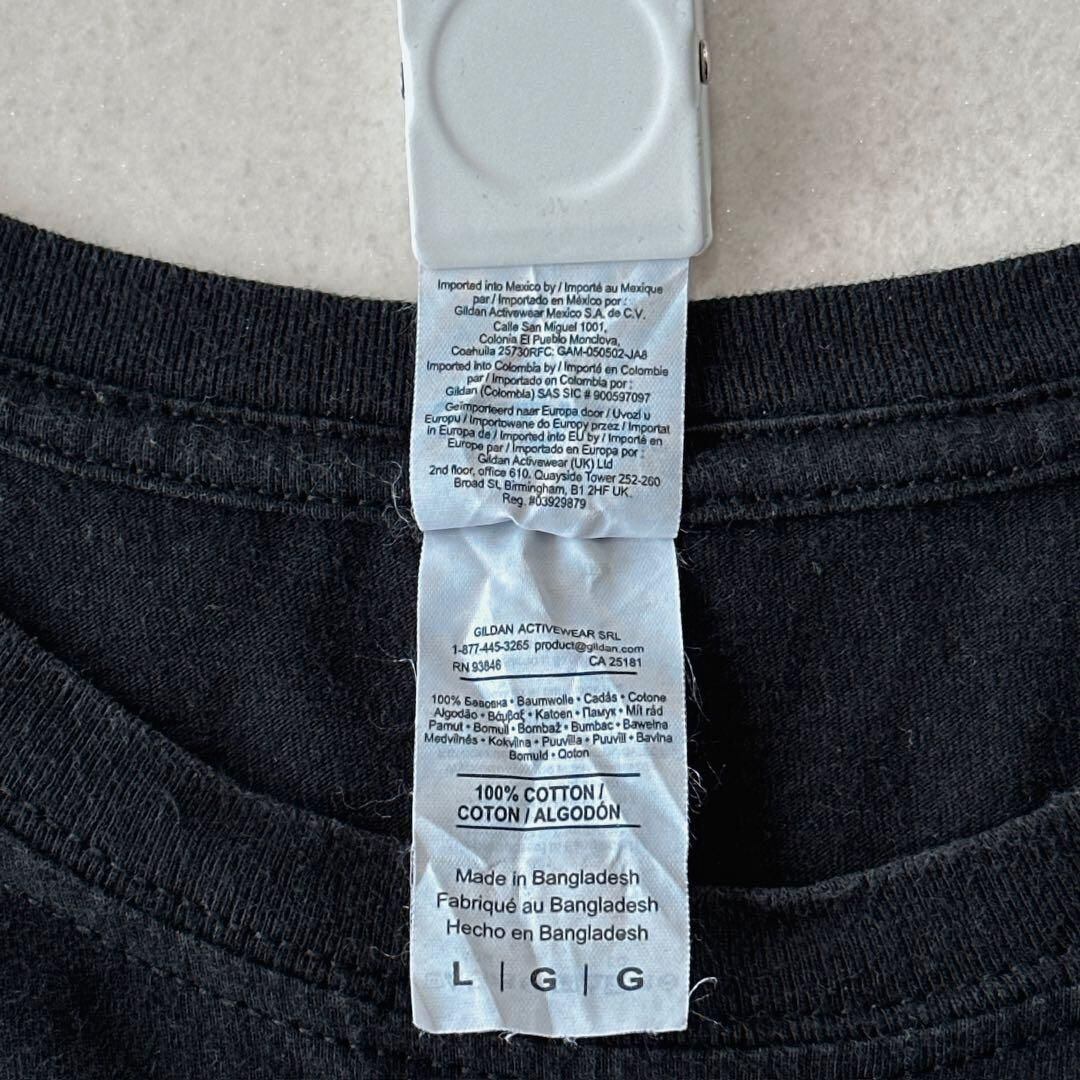 Imported into Mexico by / Importé au Mexique
par / Importado en México por :
Gildan Activewear Mexico S.A. de C.V.
Calle San Miguel 1001,
Colonia El Pueblo Monclova,
Coahuila 25730RFC: GAM-050502-JA8
Imported into Colombia by / Importé en Colombie
par / Importado en Colombia por :
Gildan (Colombia) SAS SIC # 900597097
Geïmporteerd naar Europa door / Uvozi u
Europu / Importowane do Europy przez / Importat
in Europa de / Imported into EU by / Importé en
Europe par / Importado en Europa por :
Gildan Activewear (UK) Ltd
2nd floor, office 610, Quayside Tower 252-260
Broad St, Birmingham, B1 2HF UK.
Reg. #03929879
GILDAN ACTIVEWEAR SRL
1-877-445-3265 product@gildan.com
RN 93846 CA 25181
100% Бавовна • Baumwolle • Cadás • Cotone
Algodão • Βαμβαξ • Katoen • Памук • Mit rád
Pamut • Bomull • Bombaž • Bumbac • Bawełna
Medvilnės • Kokvilna • Puuvilla • Puuvill • Bavlna
Bomuld • Qoton
100% COTTON /
COTON / ALGODÓN
Made in Bangladesh
Fabriqué au Bangladesh
Hecho en Bangladesh
L | G | G